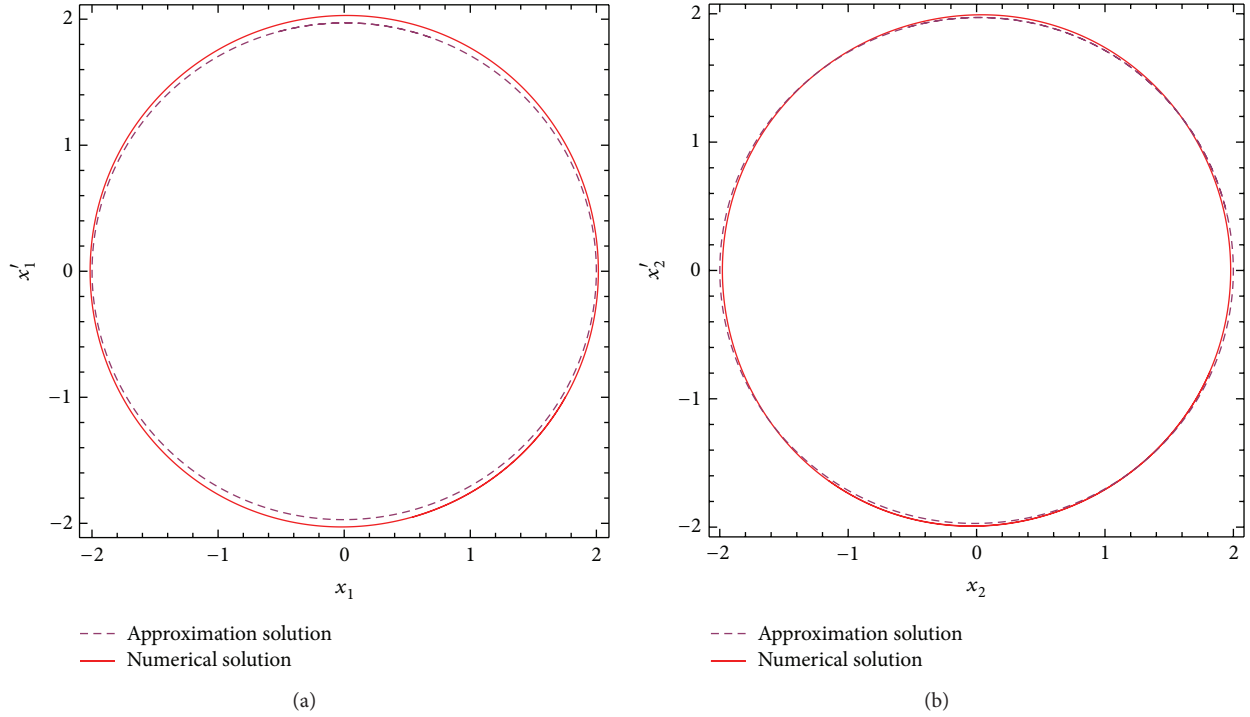 2
1
0
−1
−2
x′₁
−2
−1
0
1
2
x₁
Approximation solution
Numerical solution
(a)
2
1
0
−1
−2
x′₂
−2
−1
0
1
2
x₂
Approximation solution
Numerical solution
(b)